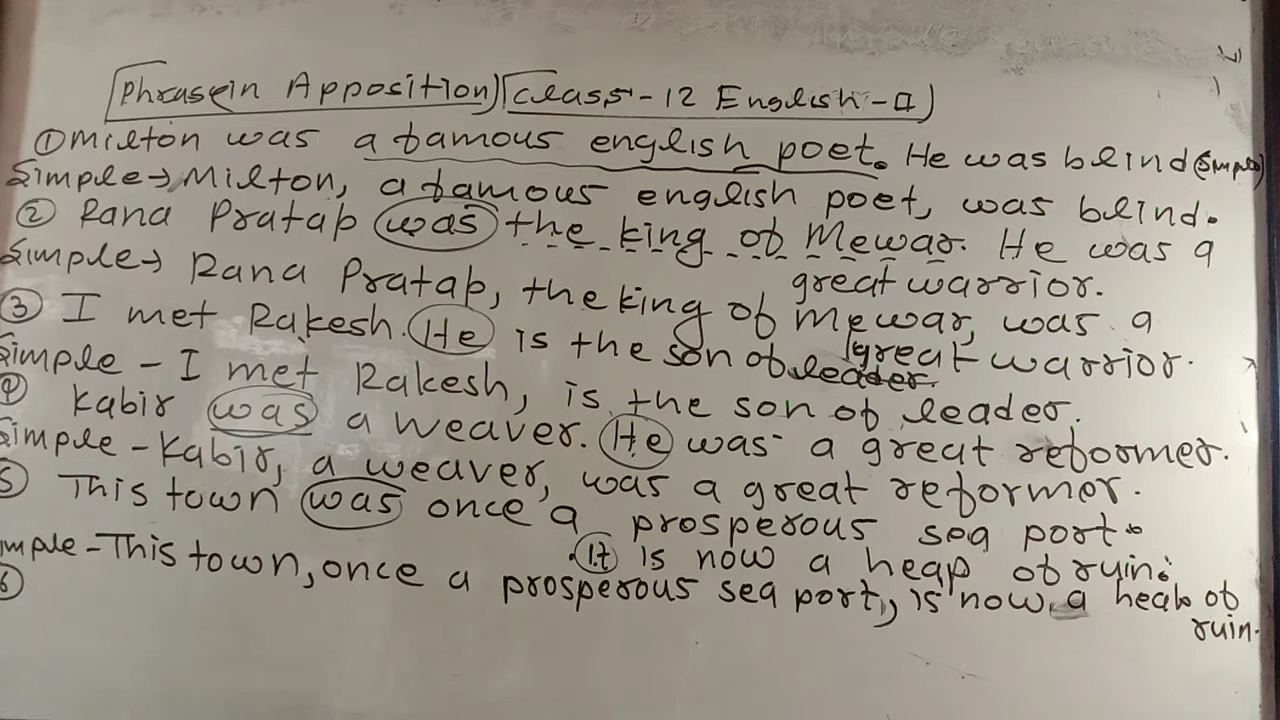 Phrase in Apposition Class-12 English-II
① Milton was a famous english poet. He was blind (Simple)
Simple→ Milton, a famous english poet, was blind.
② Rana Pratap was the king of Mewar. He was a
great warrior.
Simple→ Rana Pratap, the king of Mewar, was a
great warrior.
③ I met Rakesh. He is the son of leader.
Simple - I met Rakesh, is the son of leader.
④ Kabir was a weaver. He was a great reformer.
Simple - Kabir, a weaver, was a great reformer.
5 This town was once a prosperous sea port.
It is now a heap of ruin.
imple - This town, once a prosperous sea port, is now a heap of
ruin.
6